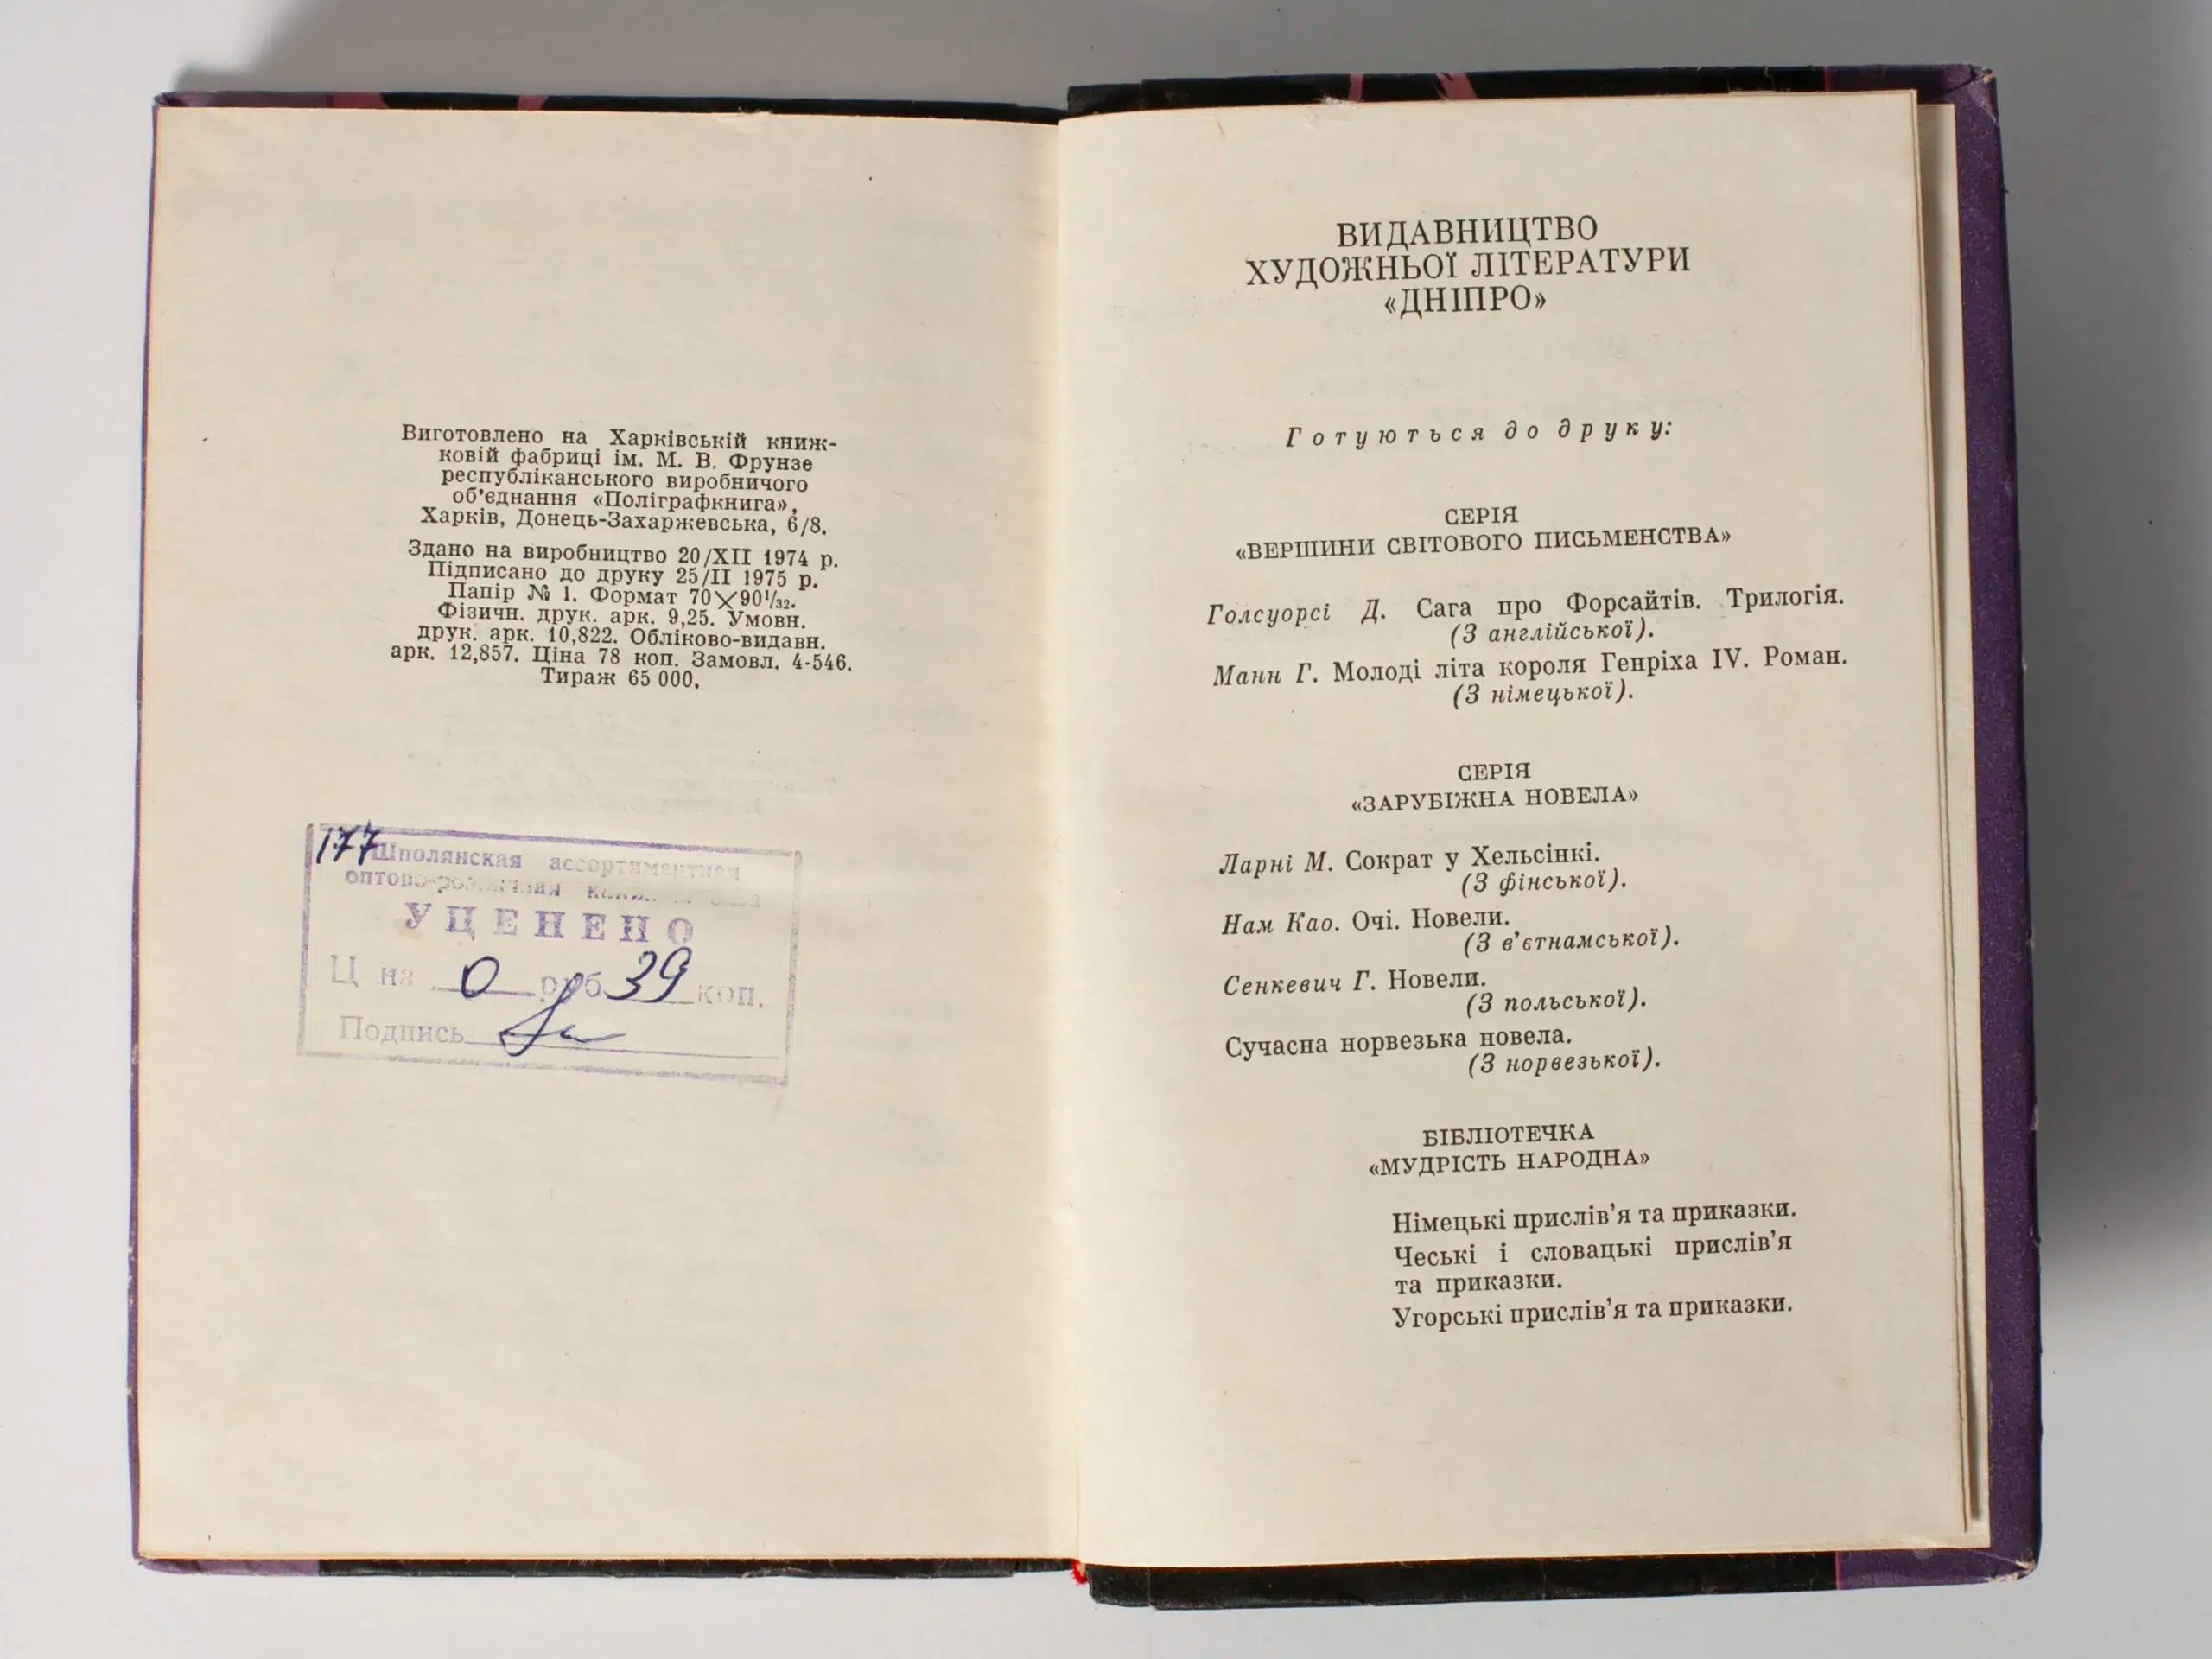 Виготовлено на Харківській книж-
ковій фабриці ім. М. В. Фрунзе
республіканського виробничого
об’єднання «Поліграфкнига»,
Харків, Донець-Захаржевська, 6/8.
Здано на виробництво 20/XII 1974 р.
Підписано до друку 25/II 1975 р.
Папір № 1. Формат 70×90¹/₃₂.
Фізичн. друк. арк. 9,25. Умовн.
друк. арк. 10,822. Обліково-видавн.
арк. 12,857. Ціна 78 коп. Замовл. 4-546.
Тираж 65 000.
177 Шполянская ассортиментная
УЦЕНЕНО
0 руб 39 коп.
Подпись
ВИДАВНИЦТВО
ХУДОЖНЬОЇ ЛІТЕРАТУРИ
«ДНІПРО»
Готуються до друку:
СЕРІЯ
«ВЕРШИНИ СВІТОВОГО ПИСЬМЕНСТВА»
Голсуорсі Д. Сага про Форсайтів. Трилогія.
(З англійської).
Манн Г. Молоді літа короля Генріха IV. Роман.
(З німецької).
СЕРІЯ
«ЗАРУБІЖНА НОВЕЛА»
Ларні М. Сократ у Хельсінкі.
(З фінської).
Нам Као. Очі. Новели.
(З в’єтнамської).
Сенкевич Г. Новели.
(З польської).
Сучасна норвезька новела.
(З норвезької).
БІБЛІОТЕЧКА
«МУДРІСТЬ НАРОДНА»
Німецькі прислів’я та приказки.
Чеські і словацькі прислів’я
та приказки.
Угорські прислів’я та приказки.